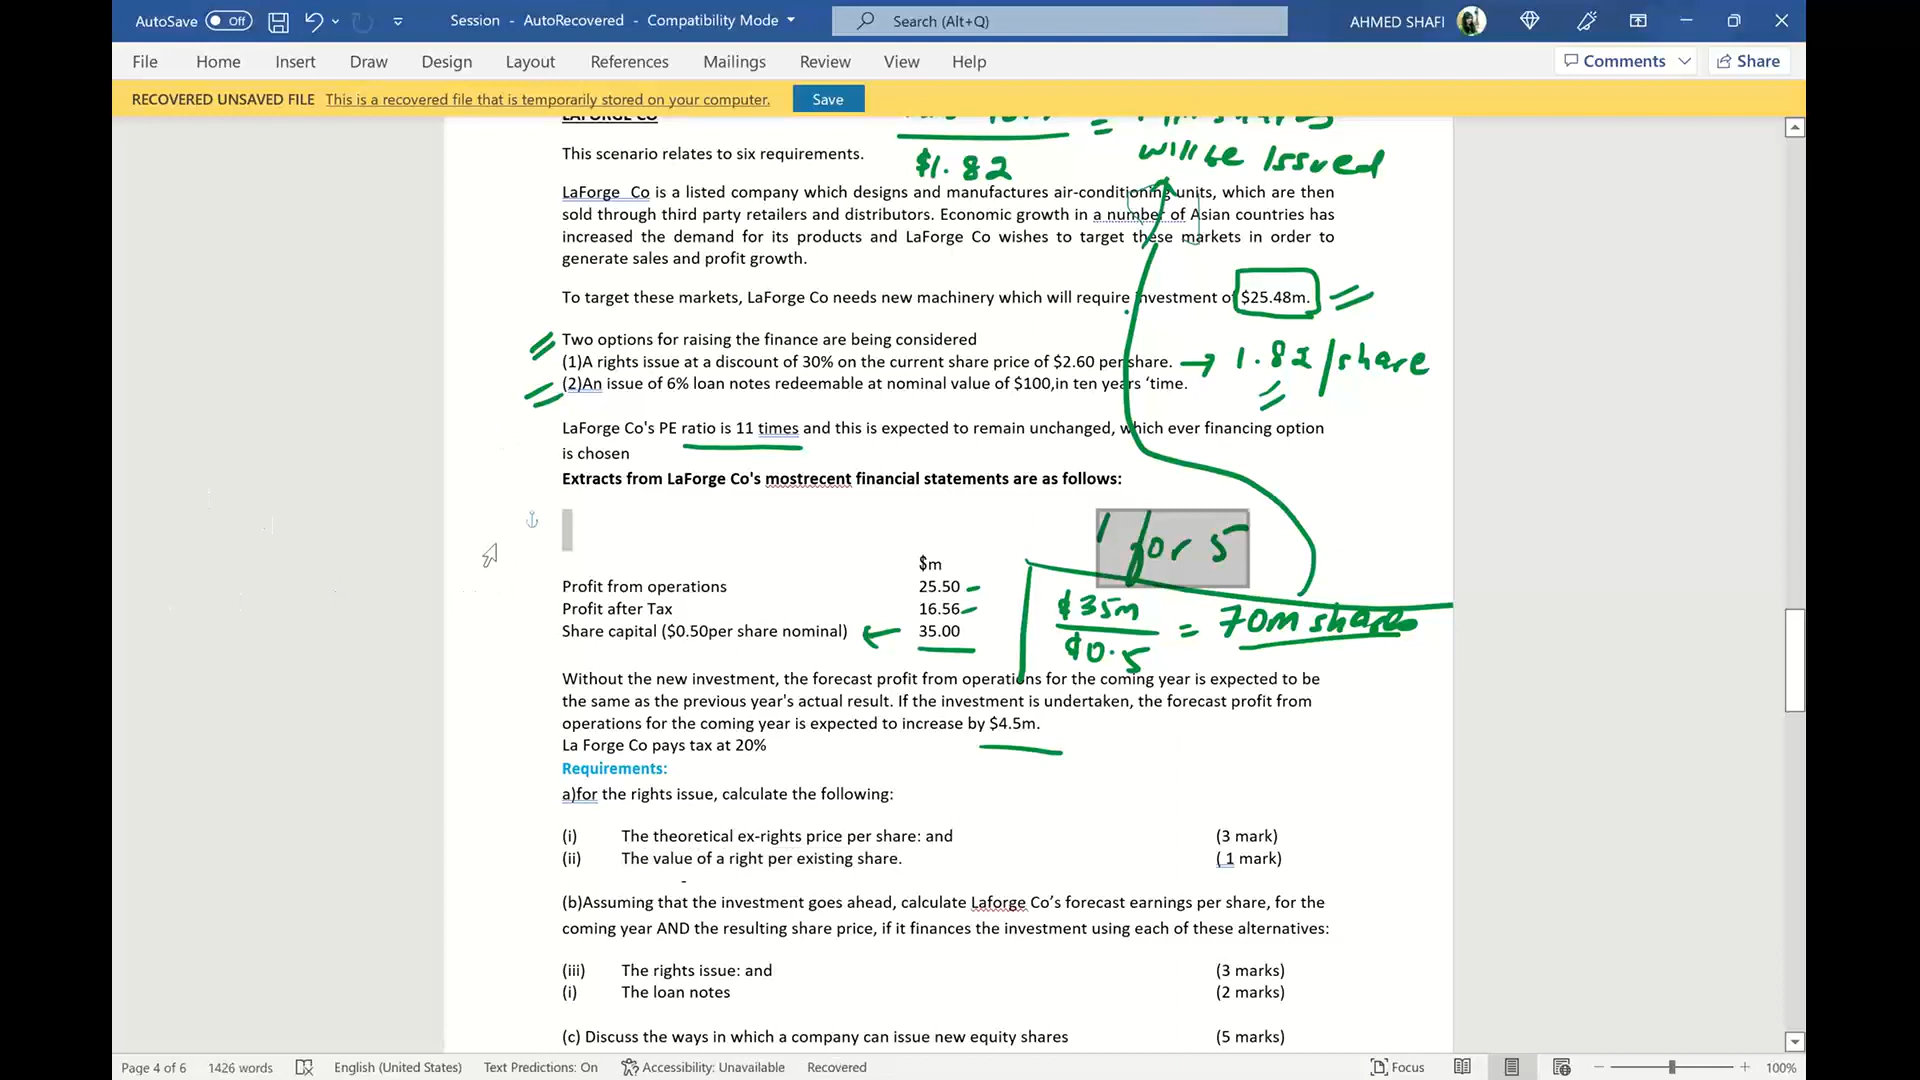 AutoSave Off Session - AutoRecovered - Compatibility Mode Search (Alt+Q) AHMED SHAFI
File Home Insert Draw Design Layout References Mailings Review View Help Comments Share
RECOVERED UNSAVED FILE This is a recovered file that is temporarily stored on your computer. Save
LAFORGE CO
$1.82 = will be issued
This scenario relates to six requirements.
LaForge Co is a listed company which designs and manufactures air-conditioning units, which are then
sold through third party retailers and distributors. Economic growth in a number of Asian countries has
increased the demand for its products and LaForge Co wishes to target these markets in order to
generate sales and profit growth.
To target these markets, LaForge Co needs new machinery which will require investment of $25.48m.
Two options for raising the finance are being considered
(1)A rights issue at a discount of 30% on the current share price of $2.60 per share. → 1.82/share
(2)An issue of 6% loan notes redeemable at nominal value of $100,in ten years ‘time.
LaForge Co's PE ratio is 11 times and this is expected to remain unchanged, which ever financing option
is chosen
Extracts from LaForge Co's mostrecent financial statements are as follows:
1 for 5
$m
Profit from operations 25.50
Profit after Tax 16.56
Share capital ($0.50per share nominal) 35.00
$35m
$0.5 = 70m shares
Without the new investment, the forecast profit from operations for the coming year is expected to be
the same as the previous year's actual result. If the investment is undertaken, the forecast profit from
operations for the coming year is expected to increase by $4.5m.
La Forge Co pays tax at 20%
Requirements:
a)for the rights issue, calculate the following:
(i) The theoretical ex-rights price per share: and (3 mark)
(ii) The value of a right per existing share. ( 1 mark)
-
(b)Assuming that the investment goes ahead, calculate Laforge Co’s forecast earnings per share, for the
coming year AND the resulting share price, if it finances the investment using each of these alternatives:
(iii) The rights issue: and (3 marks)
(i) The loan notes (2 marks)
(c) Discuss the ways in which a company can issue new equity shares (5 marks)
Page 4 of 6 1426 words English (United States) Text Predictions: On Accessibility: Unavailable Recovered Focus 100%